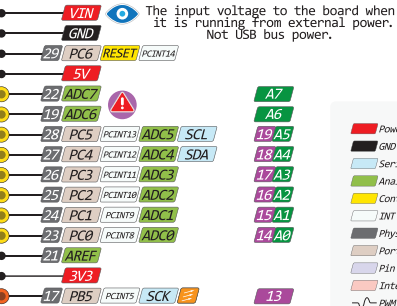 VIN The input voltage to the board when
GND it is running from external power.
Not USB bus power.
29 PC6 RESET PCINT14
5V
22 ADC7 A7
19 ADC6 A6
28 PC5 PCINT13 ADC5 SCL 19 A5
27 PC4 PCINT12 ADC4 SDA 18 A4
26 PC3 PCINT11 ADC3 17 A3
25 PC2 PCINT10 ADC2 16 A2
24 PC1 PCINT9 ADC1 15 A1
23 PC0 PCINT8 ADC0 14 A0
21 AREF
3V3
17 PB5 PCINT5 SCK 13
Powe
GND
Ser
Ana
Con
INT
Phys
Port
Pin
Inte
PWM